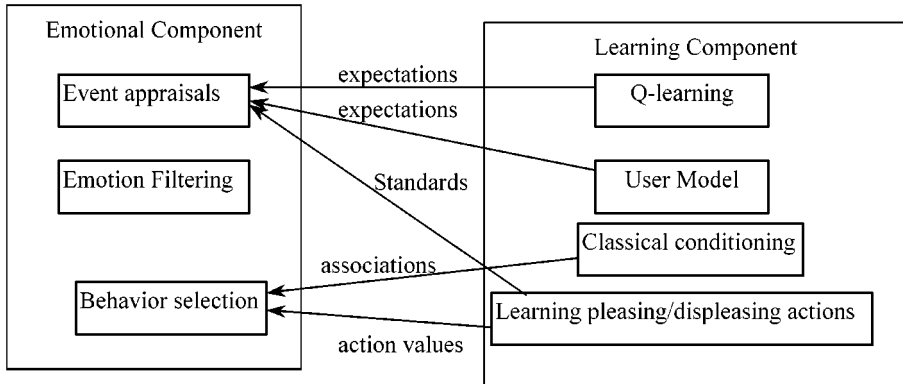 Emotional Component
Learning Component
expectations
Event appraisals
Q-learning
expectations
Emotion Filtering
Standards
User Model
Classical conditioning
associations
Behavior selection
Learning pleasing/displeasing actions
action values